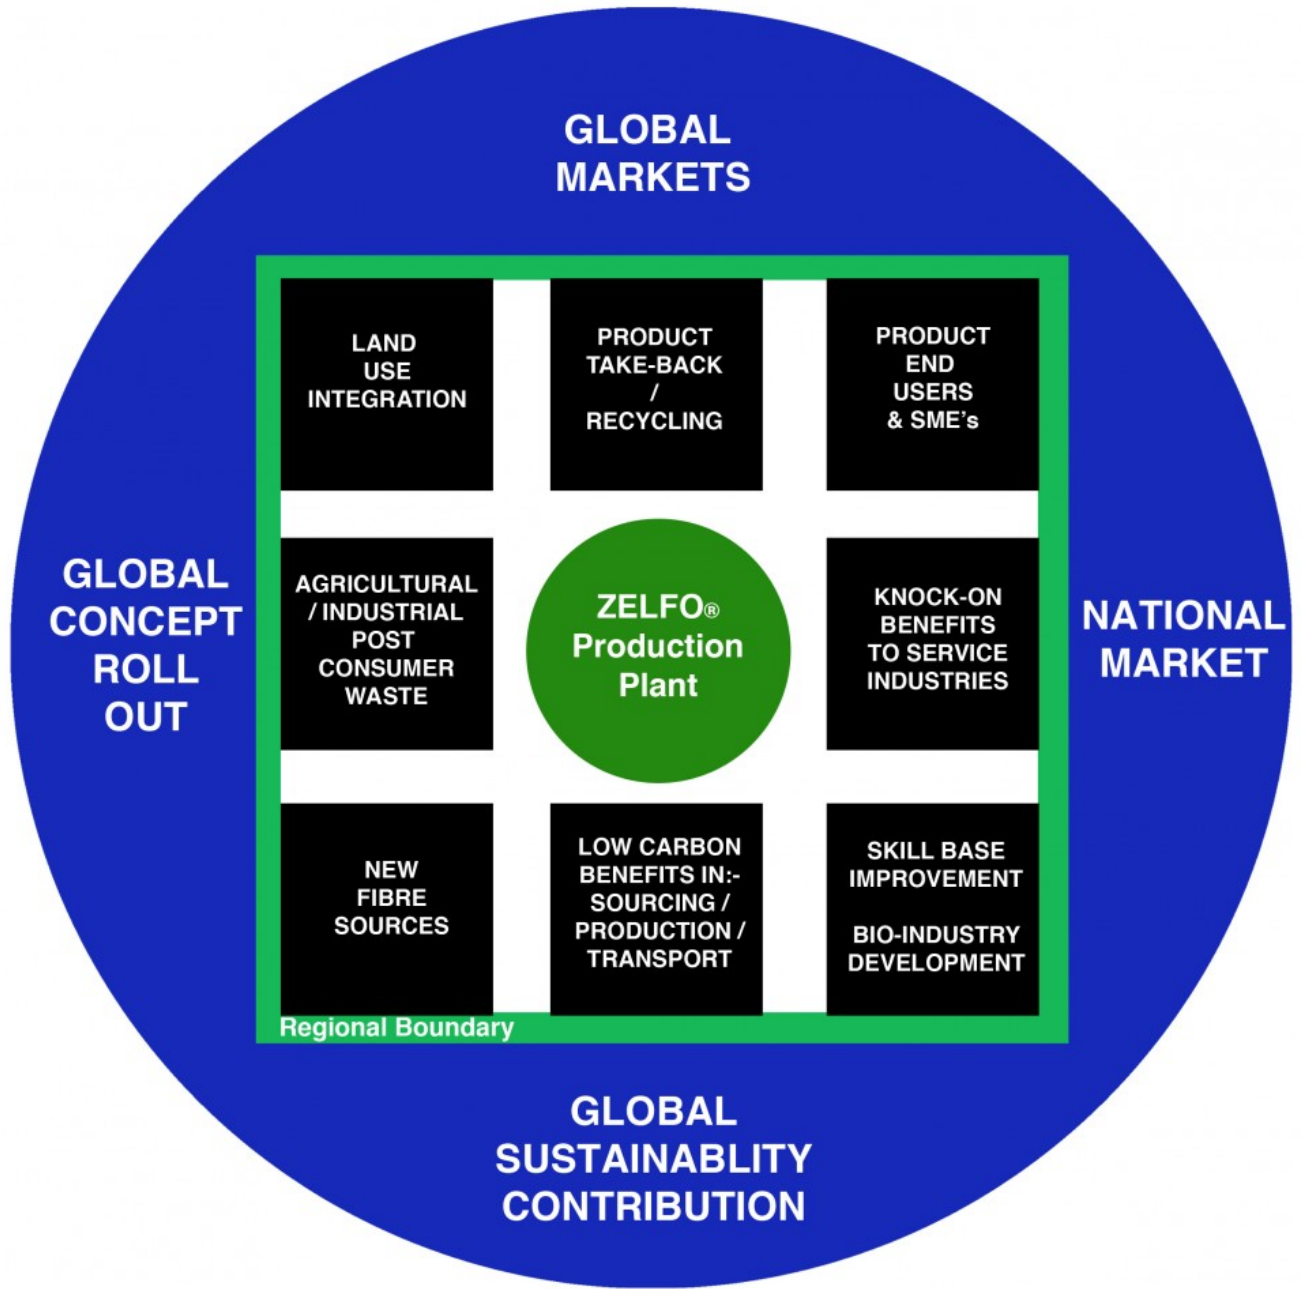 GLOBAL
MARKETS
LAND
USE
INTEGRATION
PRODUCT
TAKE-BACK
/
RECYCLING
PRODUCT
END
USERS
& SME's
GLOBAL
CONCEPT
ROLL
OUT
AGRICULTURAL
/ INDUSTRIAL
POST
CONSUMER
WASTE
ZELFO®
Production
Plant
KNOCK-ON
BENEFITS
TO SERVICE
INDUSTRIES
NATIONAL
MARKET
NEW
FIBRE
SOURCES
LOW CARBON
BENEFITS IN:-
SOURCING /
PRODUCTION /
TRANSPORT
SKILL BASE
IMPROVEMENT
BIO-INDUSTRY
DEVELOPMENT
Regional Boundary
GLOBAL
SUSTAINABLITY
CONTRIBUTION